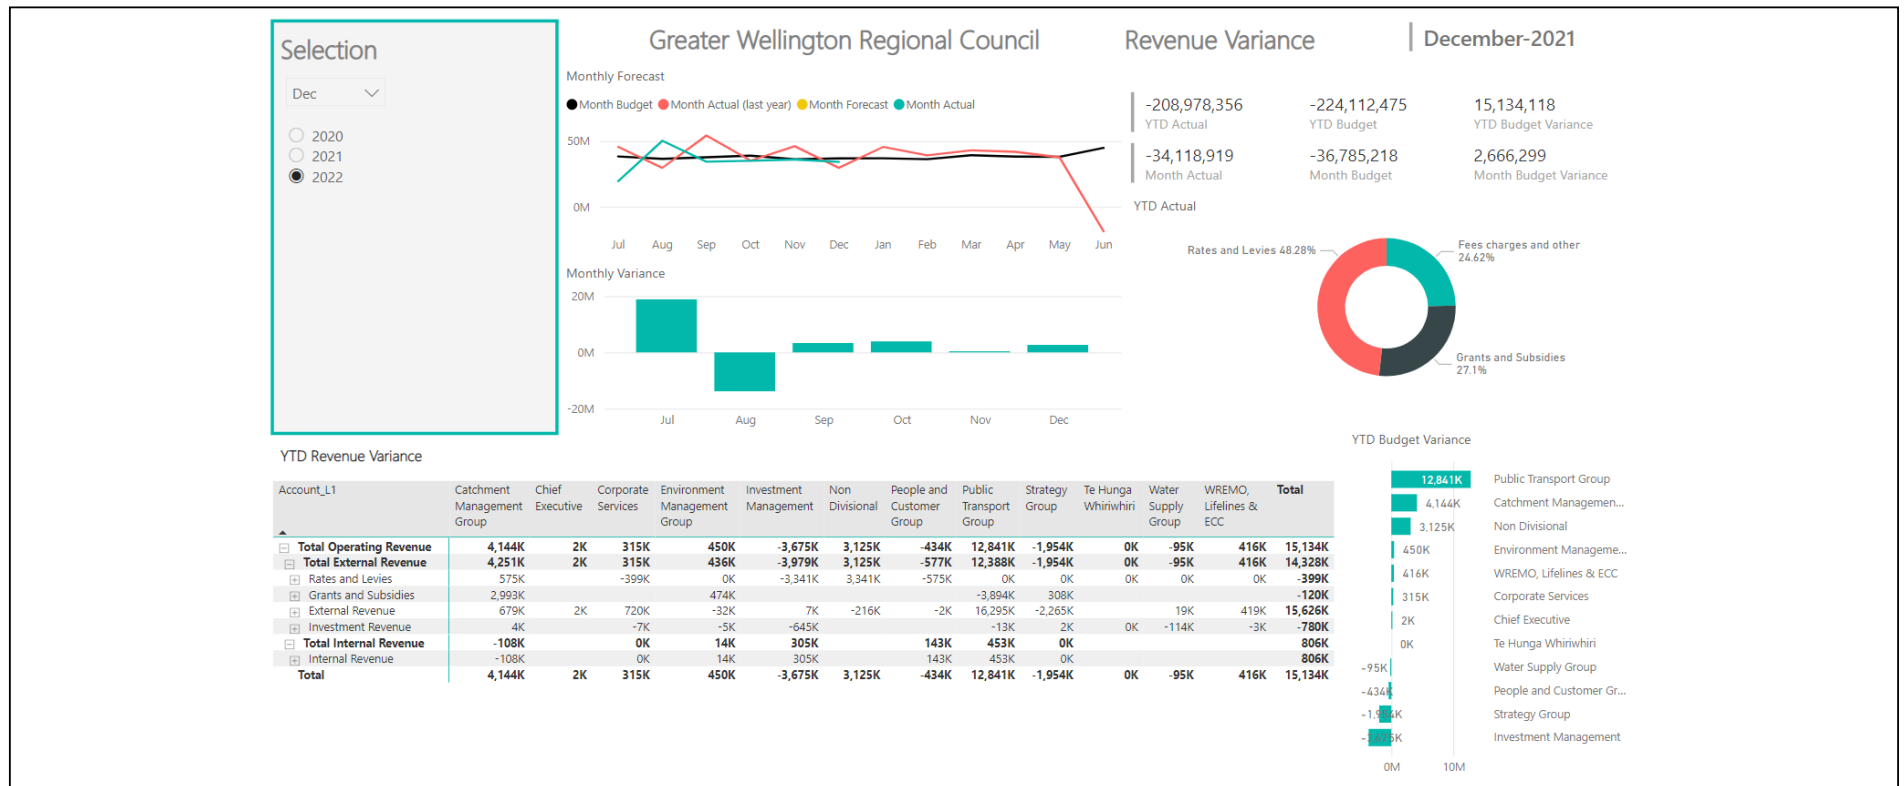 Selection
Dec
2020
2021
2022
Greater Wellington Regional Council
Revenue Variance
December-2021
Monthly Forecast
Month Budget Month Actual (last year) Month Forecast Month Actual
50M
0M
Jul Aug Sep Oct Nov Dec Jan Feb Mar Apr May Jun
Monthly Variance
20M
0M
-20M
Jul Aug Sep Oct Nov Dec
-208,978,356 -224,112,475 15,134,118
YTD Actual YTD Budget YTD Budget Variance
-34,118,919 -36,785,218 2,666,299
Month Actual Month Budget Month Budget Variance
YTD Actual
Rates and Levies 48.28%
Fees charges and other
24.62%
Grants and Subsidies
27.1%
YTD Revenue Variance
Account_L1 Catchment Chief Corporate Environment Investment Non People and Public Strategy Te Hunga Water WREMO, Total
Management Executive Services Management Management Divisional Customer Transport Group Whiriwhiri Supply Lifelines &
Group Group Group Group Group ECC
Total Operating Revenue 4,144K 2K 315K 450K -3,675K 3,125K -434K 12,841K -1,954K 0K -95K 416K 15,134K
Total External Revenue 4,251K 2K 315K 436K -3,979K 3,125K -577K 12,388K -1,954K 0K -95K 416K 14,328K
Rates and Levies 575K -399K 0K -3,341K 3,341K -575K 0K 0K 0K 0K 0K -399K
Grants and Subsidies 2,993K 474K -3,894K 308K -120K
External Revenue 679K 2K 720K -32K 7K -216K -2K 16,295K -2,265K 19K 419K 15,626K
Investment Revenue 4K -7K -5K -645K -13K 2K 0K -114K -3K -780K
Total Internal Revenue -108K 0K 14K 305K 143K 453K 0K 806K
Internal Revenue -108K 0K 14K 305K 143K 453K 0K 806K
Total 4,144K 2K 315K 450K -3,675K 3,125K -434K 12,841K -1,954K 0K -95K 416K 15,134K
YTD Budget Variance
12,841K Public Transport Group
4,144K Catchment Managemen...
3,125K Non Divisional
450K Environment Manageme...
416K WREMO, Lifelines & ECC
315K Corporate Services
2K Chief Executive
0K Te Hunga Whiriwhiri
-95K Water Supply Group
-434K People and Customer Gr...
-1,954K Strategy Group
-3,675K Investment Management
0M 10M